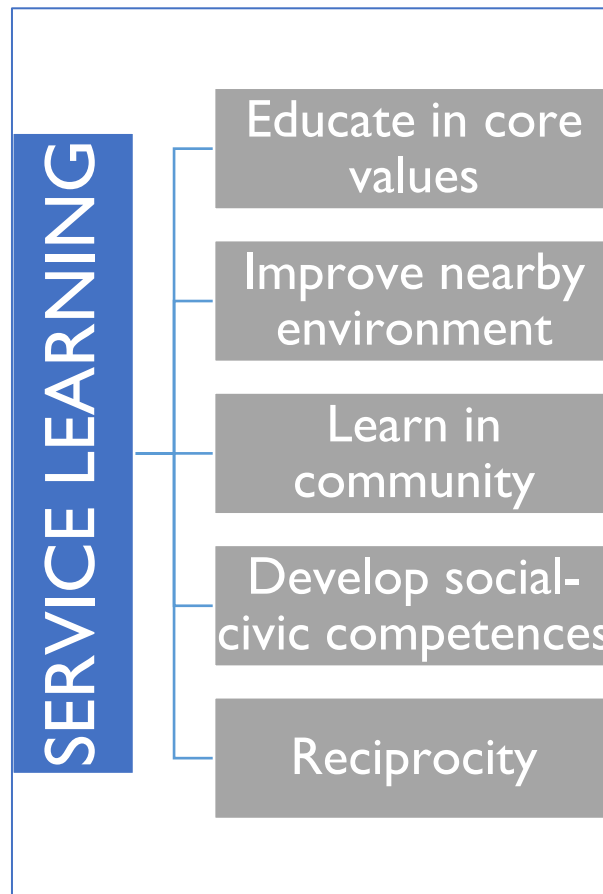 SERVICE LEARNING
Educate in core
values
Improve nearby
environment
Learn in
community
Develop social-
civic competences
Reciprocity